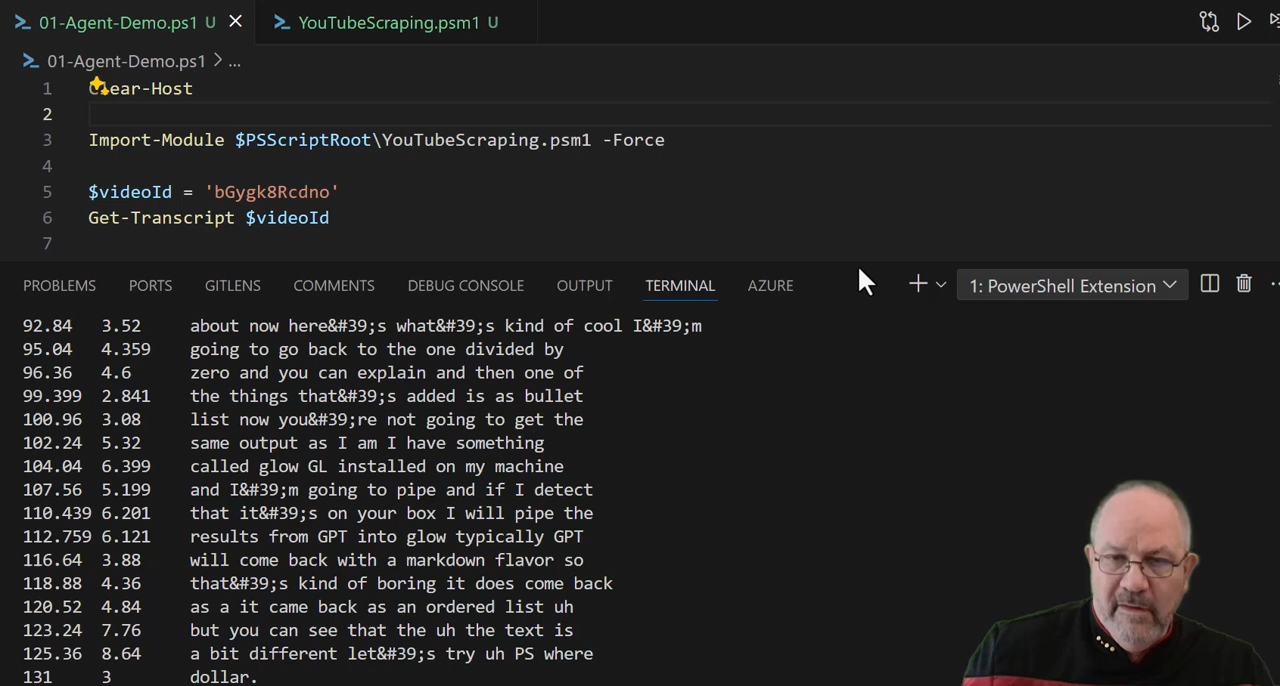 01-Agent-Demo.ps1 U
YouTubeScraping.psm1 U
01-Agent-Demo.ps1 > ...
1 Clear-Host
2
3 Import-Module $PSScriptRoot\YouTubeScraping.psm1 -Force
4
5 $videoId = 'bGygk8Rcdno'
6 Get-Transcript $videoId
7
PROBLEMS PORTS GITLENS COMMENTS DEBUG CONSOLE OUTPUT TERMINAL AZURE 1: PowerShell Extension
92.84 3.52 about now here&#39;s what&#39;s kind of cool I&#39;m
95.04 4.359 going to go back to the one divided by
96.36 4.6 zero and you can explain and then one of
99.399 2.841 the things that&#39;s added is as bullet
100.96 3.08 list now you&#39;re not going to get the
102.24 5.32 same output as I am I have something
104.04 6.399 called glow GL installed on my machine
107.56 5.199 and I&#39;m going to pipe and if I detect
110.439 6.201 that it&#39;s on your box I will pipe the
112.759 6.121 results from GPT into glow typically GPT
116.64 3.88 will come back with a markdown flavor so
118.88 4.36 that&#39;s kind of boring it does come back
120.52 4.84 as a it came back as an ordered list uh
123.24 7.76 but you can see that the uh the text is
125.36 8.64 a bit different let&#39;s try uh PS where
131 3 dollar.